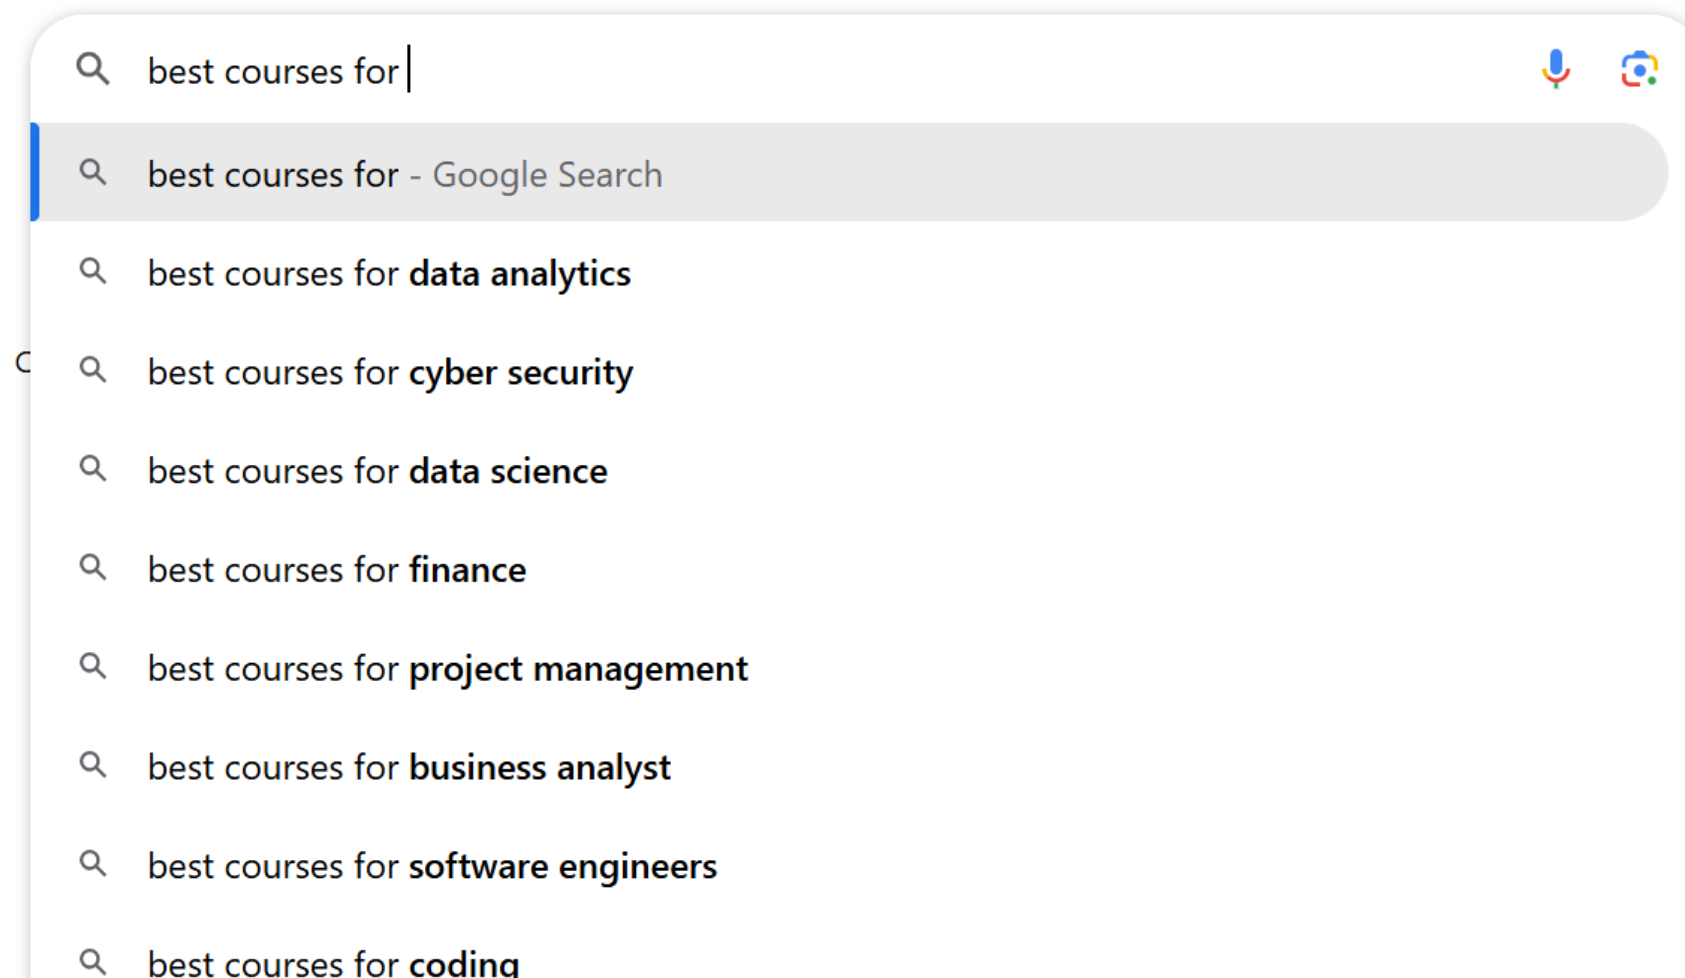 best courses for
best courses for - Google Search
best courses for data analytics
best courses for cyber security
best courses for data science
best courses for finance
best courses for project management
best courses for business analyst
best courses for software engineers
best courses for coding